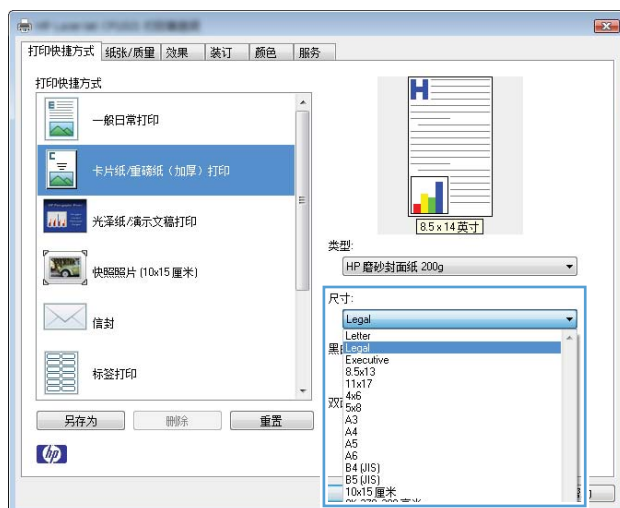 打印快捷方式 纸张/质量 效果 装订 颜色 服务
打印快捷方式
一般日常打印
卡片纸/重磅纸（加厚）打印
光泽纸/演示文稿打印
快照照片 (10x15 厘米)
信封
标签打印
另存为 删除 重置
hp
H
8.5 x 14 英寸
类型:
HP 磨砂封面纸 200g
尺寸:
Legal
Letter
Legal
Executive
8.5x13
11x17
4x6
5x8
A3
A4
A5
A6
B4 (JIS)
B5 (JIS)
10x15 厘米